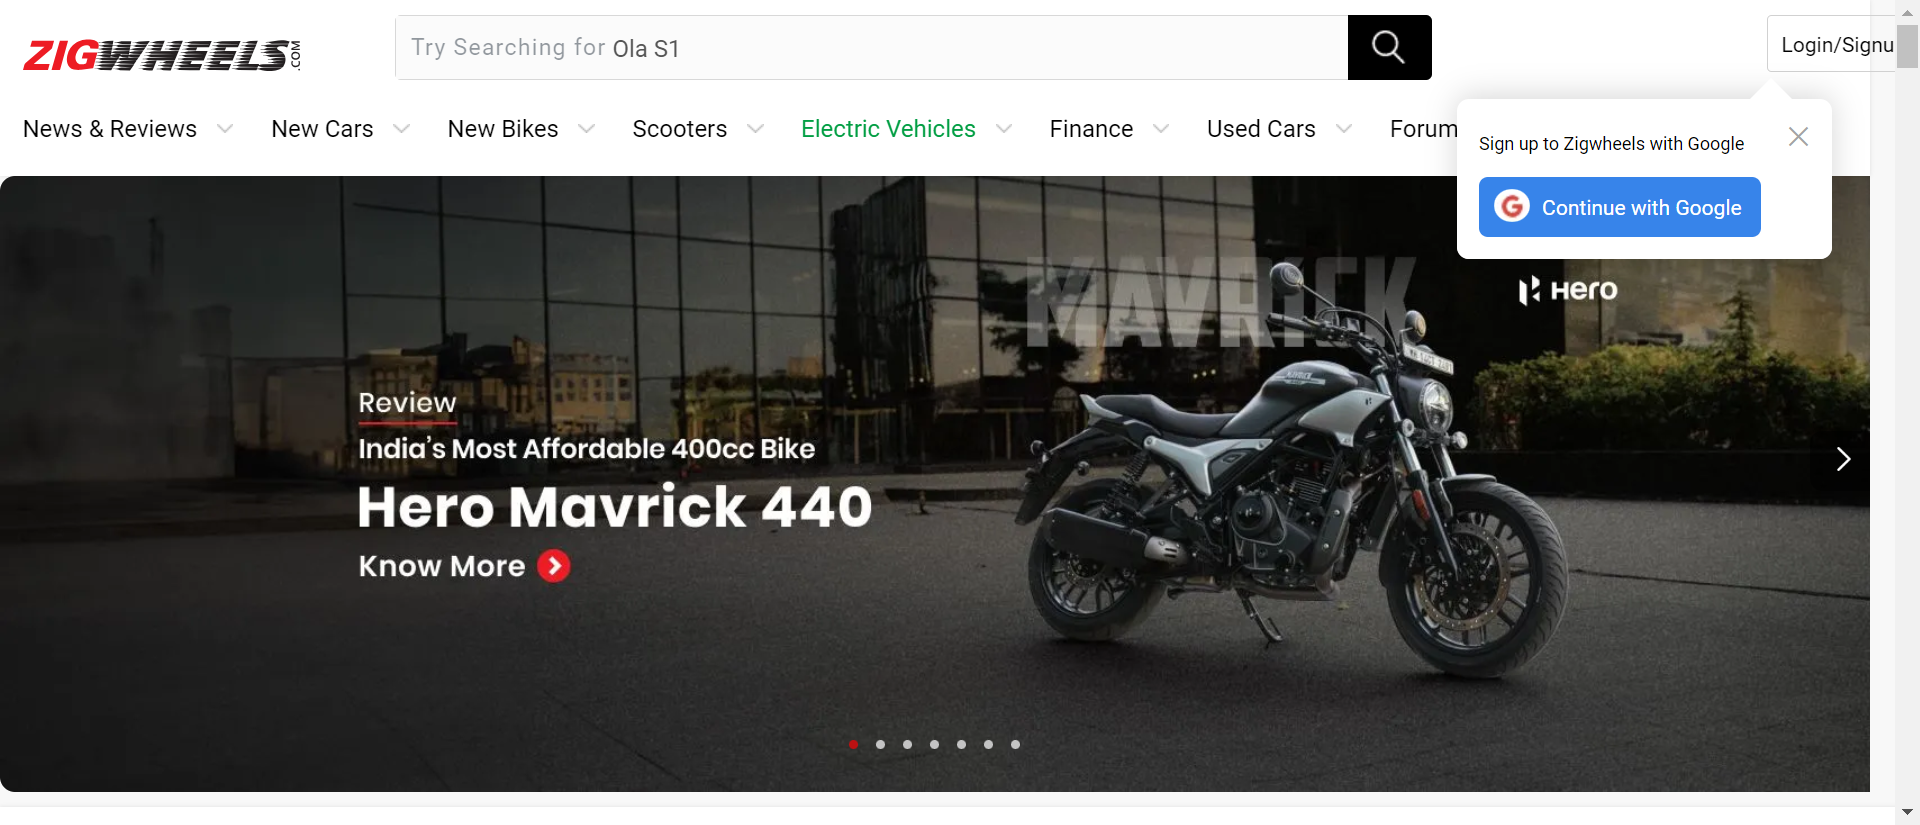 ZIGWHEELS.COM
Try Searching for Ola S1
Login/Signu
News & Reviews
New Cars
New Bikes
Scooters
Electric Vehicles
Finance
Used Cars
Forum
Sign up to Zigwheels with Google
G Continue with Google
MAVRICK
Hero
Review
India's Most Affordable 400cc Bike
Hero Mavrick 440
Know More